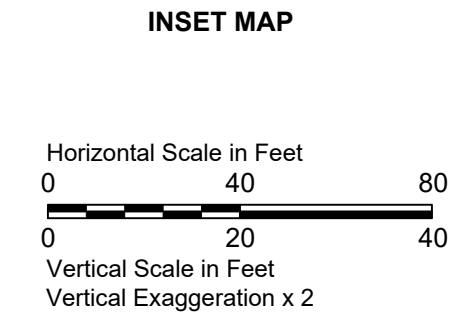 INSET MAP
Horizontal Scale in Feet
0 40 80
0 20 40
Vertical Scale in Feet
Vertical Exaggeration x 2